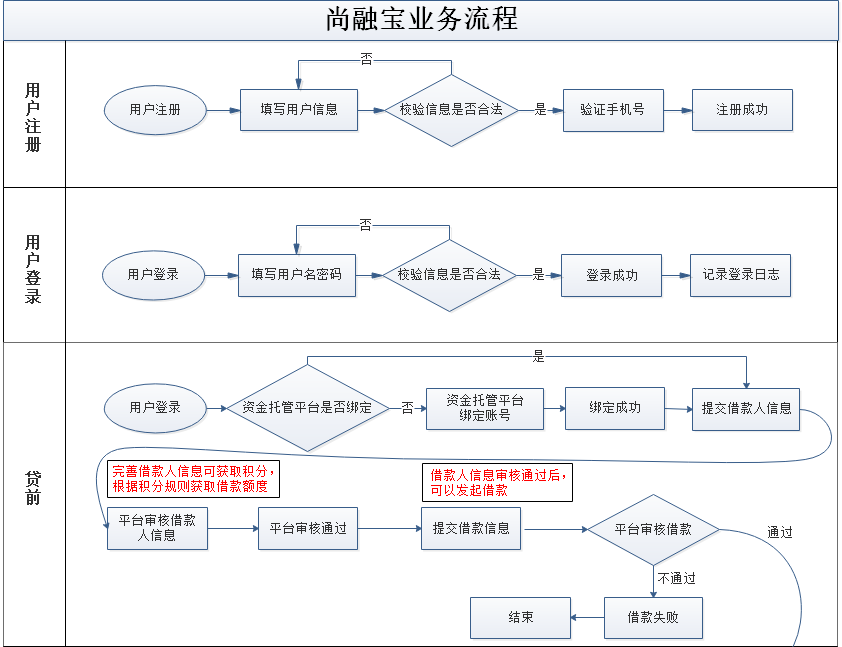 尚融宝业务流程
用户注册
用户注册
填写用户信息
否
校验信息是否合法
是
验证手机号
注册成功
用户登录
用户登录
填写用户名密码
否
校验信息是否合法
是
登录成功
记录登录日志
贷前
用户登录
资金托管平台是否绑定
是
否
资金托管平台
绑定账号
绑定成功
提交借款人信息
完善借款人信息可获取积分，
根据积分规则获取借款额度
借款人信息审核通过后，
可以发起借款
平台审核借款
人信息
平台审核通过
提交借款信息
平台审核借款
通过
不通过
借款失败
结束